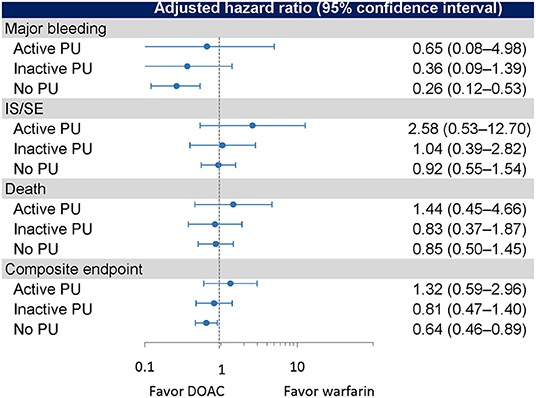 Adjusted hazard ratio (95% confidence interval)
Major bleeding
Active PU 0.65 (0.08–4.98)
Inactive PU 0.36 (0.09–1.39)
No PU 0.26 (0.12–0.53)
IS/SE
Active PU 2.58 (0.53–12.70)
Inactive PU 1.04 (0.39–2.82)
No PU 0.92 (0.55–1.54)
Death
Active PU 1.44 (0.45–4.66)
Inactive PU 0.83 (0.37–1.87)
No PU 0.85 (0.50–1.45)
Composite endpoint
Active PU 1.32 (0.59–2.96)
Inactive PU 0.81 (0.47–1.40)
No PU 0.64 (0.46–0.89)
0.1 1 10
Favor DOAC Favor warfarin